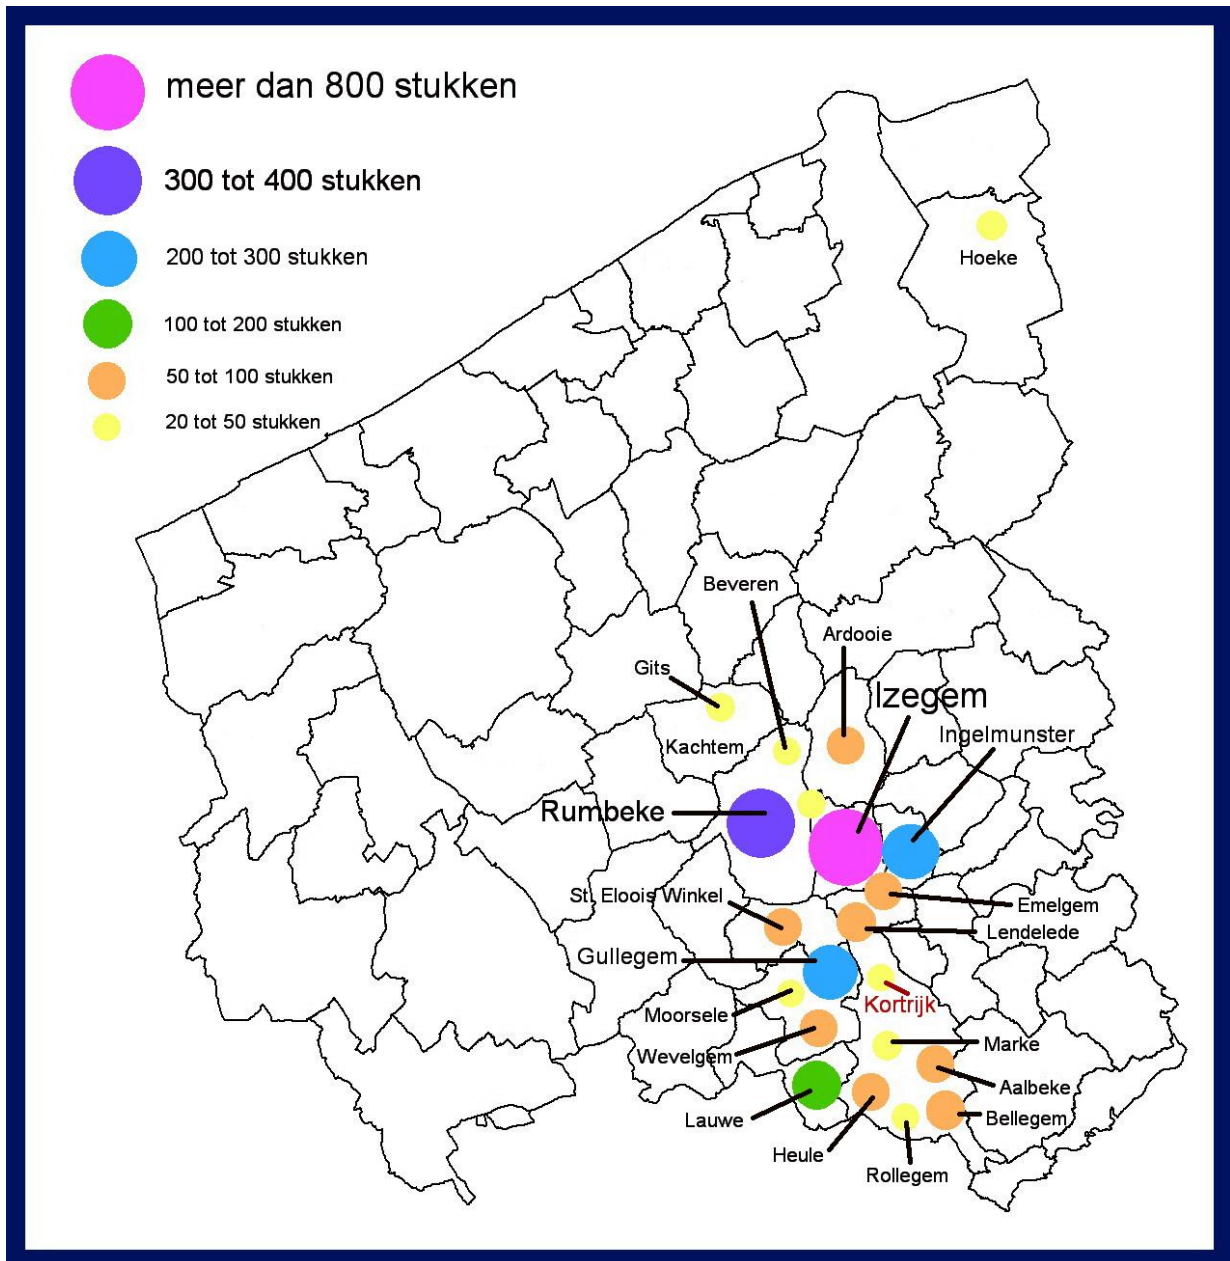 meer dan 800 stukken
300 tot 400 stukken
200 tot 300 stukken
100 tot 200 stukken
50 tot 100 stukken
20 tot 50 stukken
Hoeke
Beveren
Ardooie
Gits
Izegem
Kachtem
Ingelmunster
Rumbeke
St. Eloois Winkel
Emelgem
Lendelede
Gullegem
Kortrijk
Moorsele
Wevelgem
Marke
Aalbeke
Lauwe
Bellegem
Heule
Rollegem